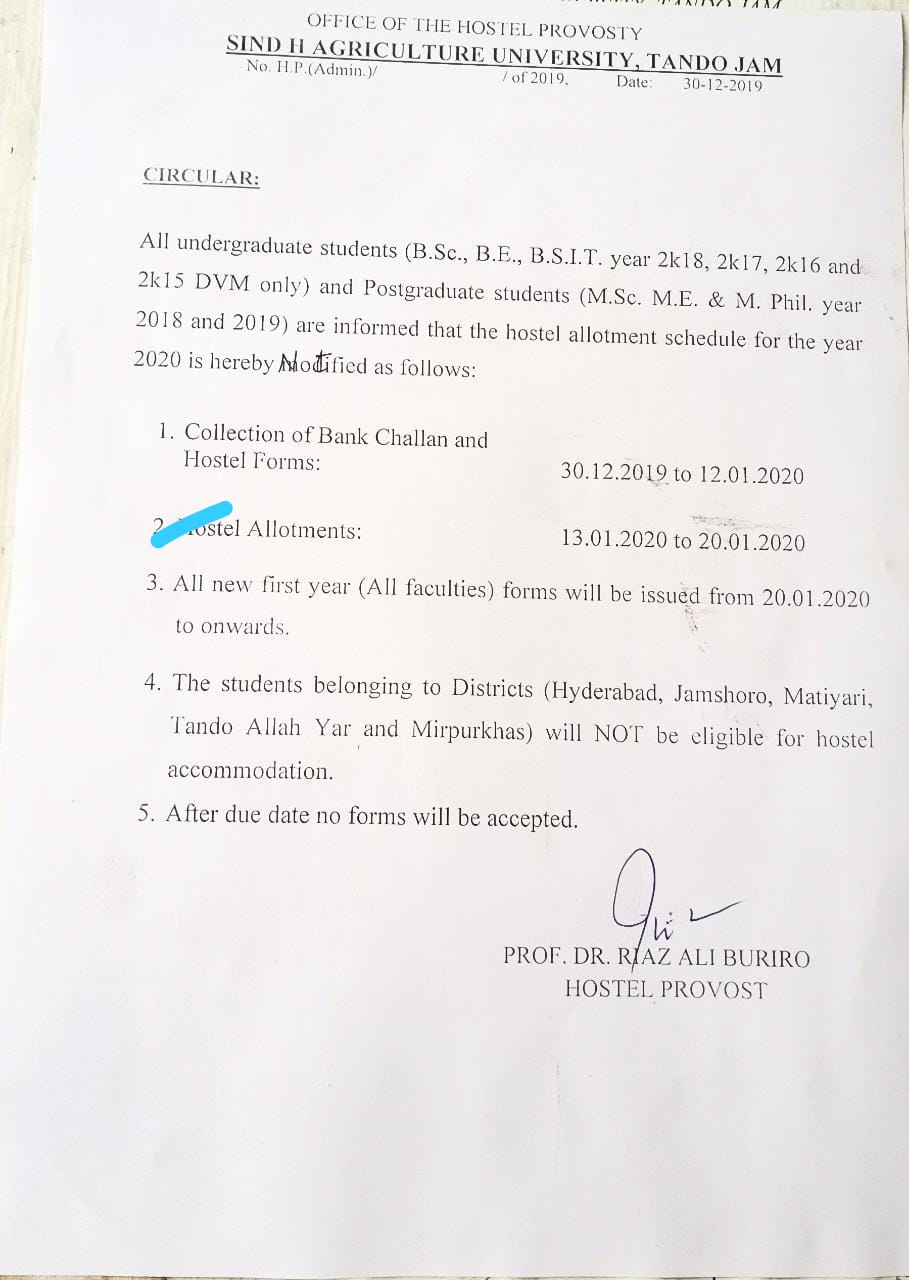 OFFICE OF THE HOSTEL PROVOSTY
SIND H AGRICULTURE UNIVERSITY, TANDO JAM
No. H.P.(Admin.)/ / of 2019, Date: 30-12-2019
CIRCULAR:
All undergraduate students (B.Sc., B.E., B.S.I.T. year 2k18, 2k17, 2k16 and
2k15 DVM only) and Postgraduate students (M.Sc. M.E. & M. Phil. year
2018 and 2019) are informed that the hostel allotment schedule for the year
2020 is hereby Notified as follows:
1. Collection of Bank Challan and
Hostel Forms: 30.12.2019 to 12.01.2020
2 Hostel Allotments: 13.01.2020 to 20.01.2020
3. All new first year (All faculties) forms will be issued from 20.01.2020
to onwards.
4. The students belonging to Districts (Hyderabad, Jamshoro, Matiyari,
Tando Allah Yar and Mirpurkhas) will NOT be eligible for hostel
accommodation.
5. After due date no forms will be accepted.
PROF. DR. RIAZ ALI BURIRO
HOSTEL PROVOST